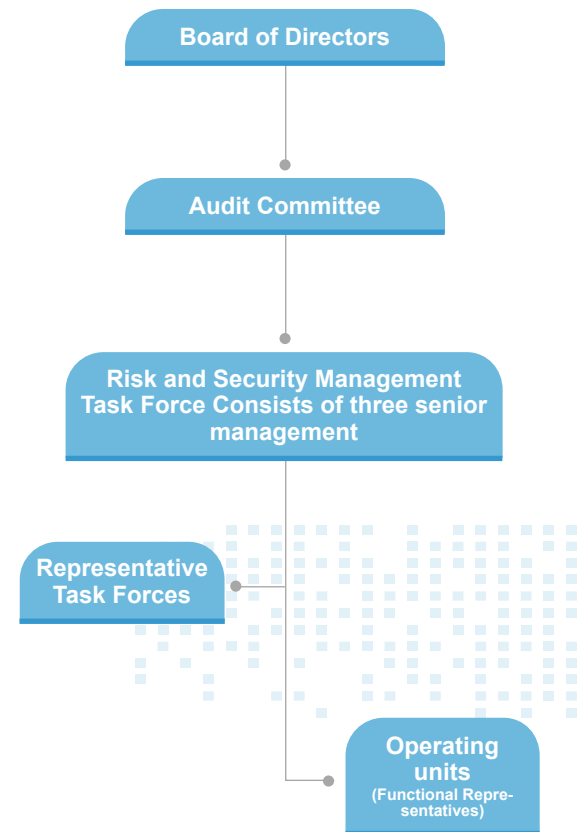 Board of Directors
Audit Committee
Risk and Security Management
Task Force Consists of three senior
management
Representative
Task Forces
Operating
units
(Functional Repre-
sentatives)